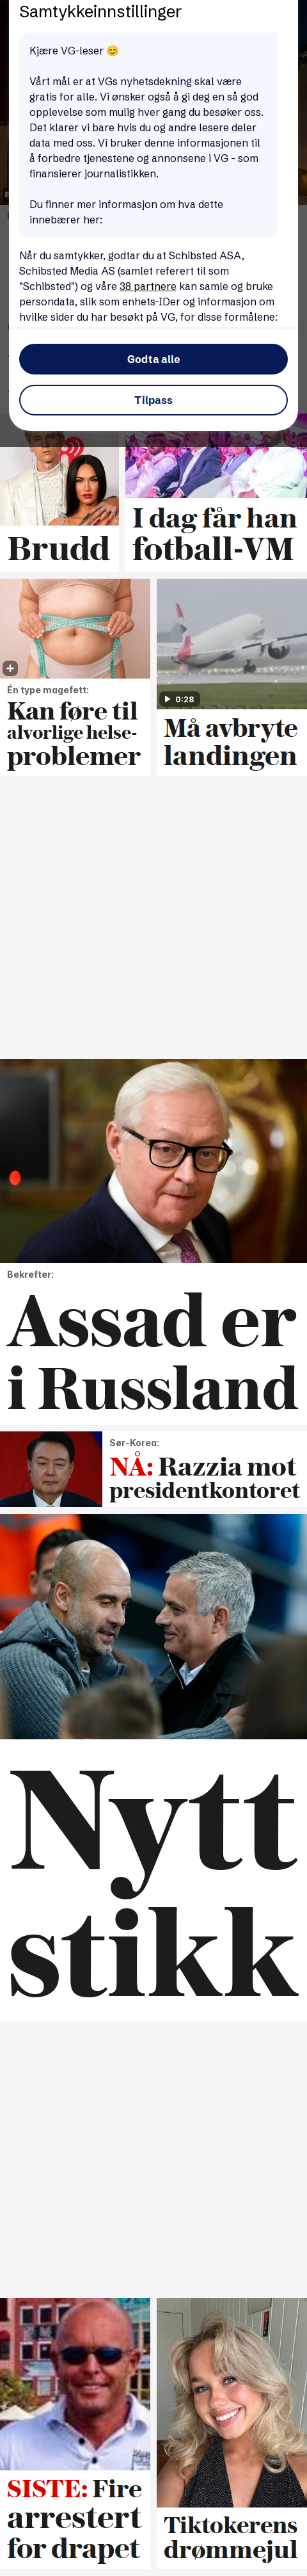 Samtykkeinnstillinger
Kjære VG-leser 😊
Vårt mål er at VGs nyhetsdekning skal være
gratis for alle. Vi ønsker også å gi deg en så god
opplevelse som mulig hver gang du besøker oss.
Det klarer vi bare hvis du og andre lesere deler
data med oss. Vi bruker denne informasjonen til
å forbedre tjenestene og annonsene i VG - som
finansierer journalistikken.
Du finner mer informasjon om hva dette
innebærer her:
Når du samtykker, godtar du at Schibsted ASA,
Schibsted Media AS (samlet referert til som
"Schibsted") og våre 38 partnere kan samle og bruke
persondata, slik som enhets-IDer og informasjon om
hvilke sider du har besøkt på VG, for disse formålene:
Godta alle
Tilpass
Brudd
I dag får han
fotball-VM
Én type magefett:
Kan føre til
alvorlige helse-
problemer
0:28
Må avbryte
landingen
Bekrefter:
Assad er
i Russland
Sør-Korea:
NÅ: Razzia mot
presidentkontoret
Nytt
stikk
SISTE: Fire
arrestert
for drapet
Tiktokerens
drømmejul